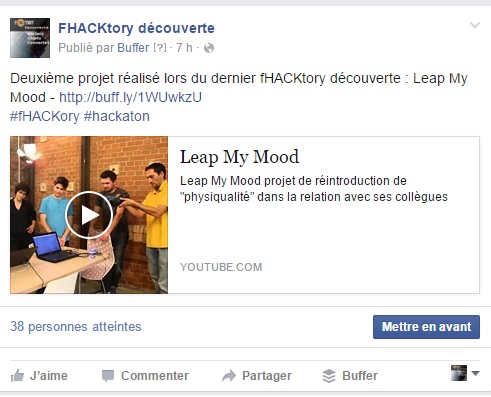 FHACKtory découverte
Publié par Buffer [?] · 7 h ·
Deuxième projet réalisé lors du dernier fHACKtory découverte : Leap My
Mood - http://buff.ly/1WUwkzU
#fHACKory #hackaton
Leap My Mood
Leap My Mood projet de réintroduction de
"physiqualité" dans la relation avec ses collègues
YOUTUBE.COM
38 personnes atteintes
Mettre en avant
J'aime Commenter Partager Buffer